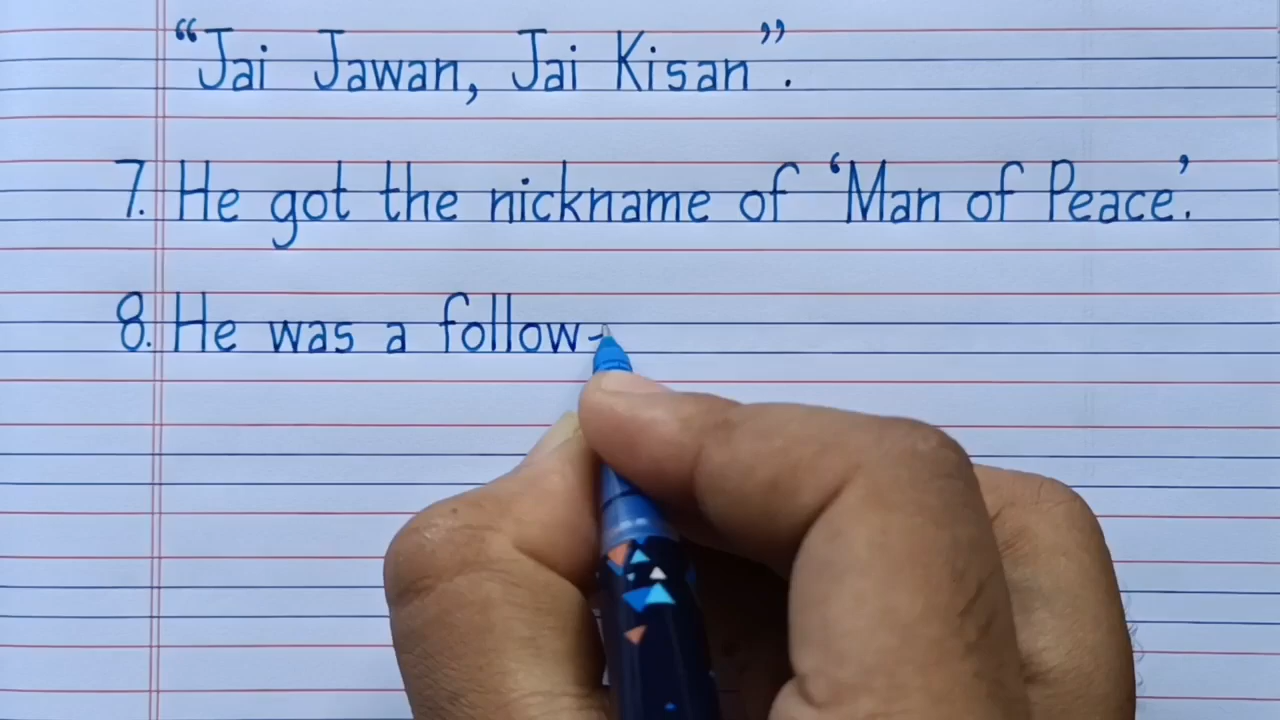 “Jai Jawan, Jai Kisan”.
7. He got the nickname of ‘Man of Peace’.
8. He was a follow